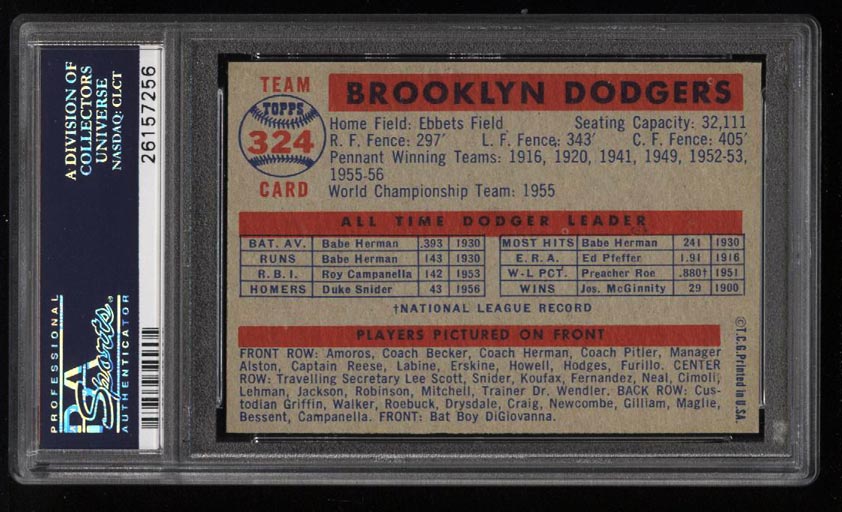 A DIVISION OF
COLLECTORS
UNIVERSE
NASDAQ: CLCT
26157256
PROFESSIONAL
PSA
Sports
AUTHENTICATOR
TEAM
TOPPS
324
CARD
BROOKLYN DODGERS
Home Field: Ebbets Field Seating Capacity: 32,111
R. F. Fence: 297' L. F. Fence: 343' C. F. Fence: 405'
Pennant Winning Teams: 1916, 1920, 1941, 1949, 1952-53,
1955-56
World Championship Team: 1955
ALL TIME DODGER LEADER
BAT. AV. Babe Herman .393 1930 MOST HITS Babe Herman 241 1930
RUNS Babe Herman 143 1930 E.R.A. Ed Pfeffer 1.91 1916
R.B.I. Roy Campanella 142 1953 W-L PCT. Preacher Roe .880† 1951
HOMERS Duke Snider 43 1956 WINS Jos. McGinnity 29 1900
†NATIONAL LEAGUE RECORD
PLAYERS PICTURED ON FRONT
FRONT ROW: Amoros, Coach Becker, Coach Herman, Coach Pitler, Manager
Alston, Captain Reese, Labine, Erskine, Howell, Hodges, Furillo. CENTER
ROW: Travelling Secretary Lee Scott, Snider, Koufax, Fernandez, Neal, Cimoli,
Lehman, Jackson, Robinson, Mitchell, Trainer Dr. Wendler. BACK ROW: Cus-
todian Griffin, Walker, Roebuck, Drysdale, Craig, Newcombe, Gilliam, Maglie,
Bessent, Campanella. FRONT: Bat Boy DiGiovanna.
©T.C.G. Printed in U.S.A.